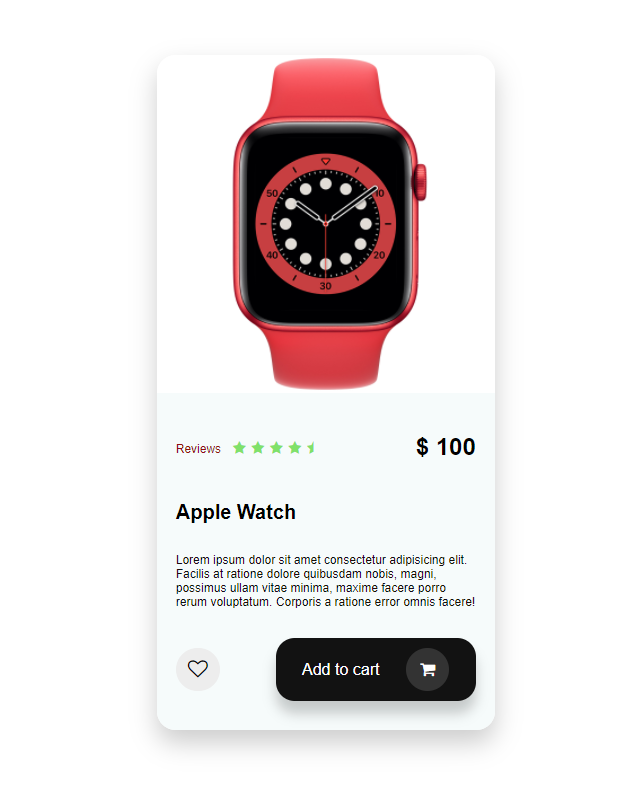 50
10
40
20
30
Reviews
$ 100
Apple Watch
Lorem ipsum dolor sit amet consectetur adipisicing elit.
Facilis at ratione dolore quibusdam nobis, magni,
possimus ullam vitae minima, maxime facere porro
rerum voluptatum. Corporis a ratione error omnis facere!
Add to cart